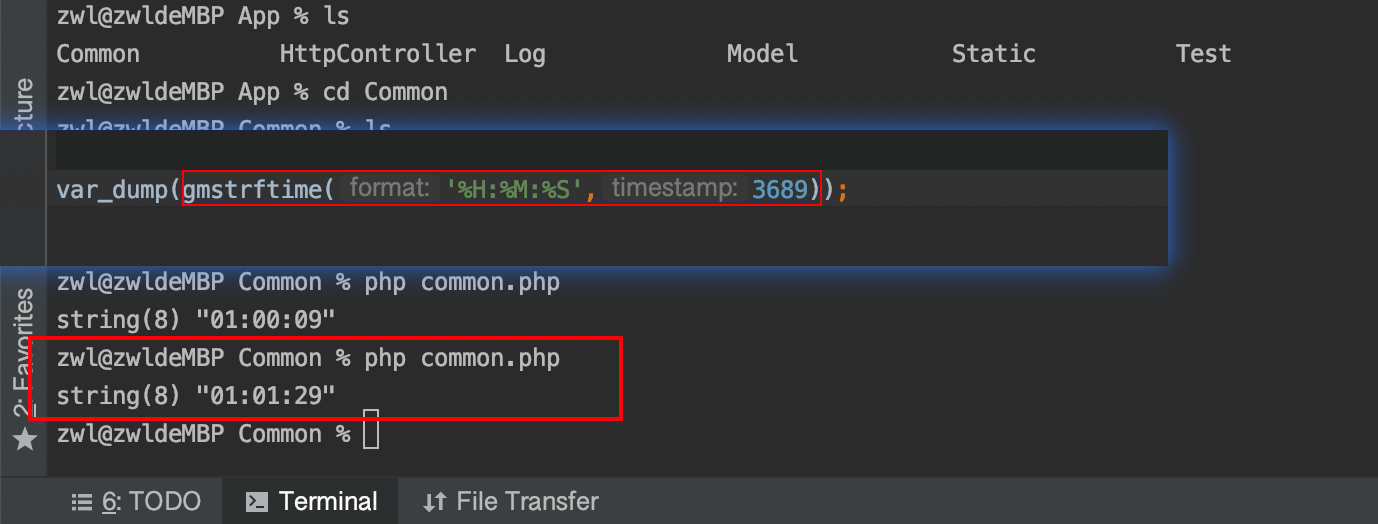 zwl@zwldeMBP App % ls
Common HttpController Log Model Static Test
zwl@zwldeMBP App % cd Common
zwl@zwldeMBP Common % ls
cture
var_dump(gmstrftime( format: '%H:%M:%S', timestamp: 3689));
zwl@zwldeMBP Common % php common.php
string(8) "01:00:09"
zwl@zwldeMBP Common % php common.php
string(8) "01:01:29"
zwl@zwldeMBP Common %
2: Favorites
6: TODO Terminal File Transfer